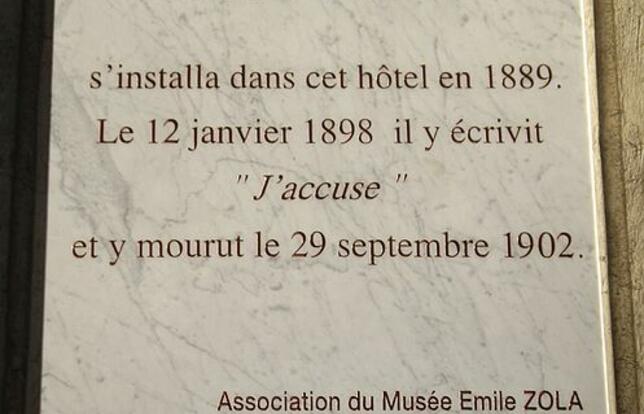 s'installa dans cet hôtel en 1889.
Le 12 janvier 1898 il y écrivit
" J'accuse "
et y mourut le 29 septembre 1902.
Association du Musée Emile ZOLA